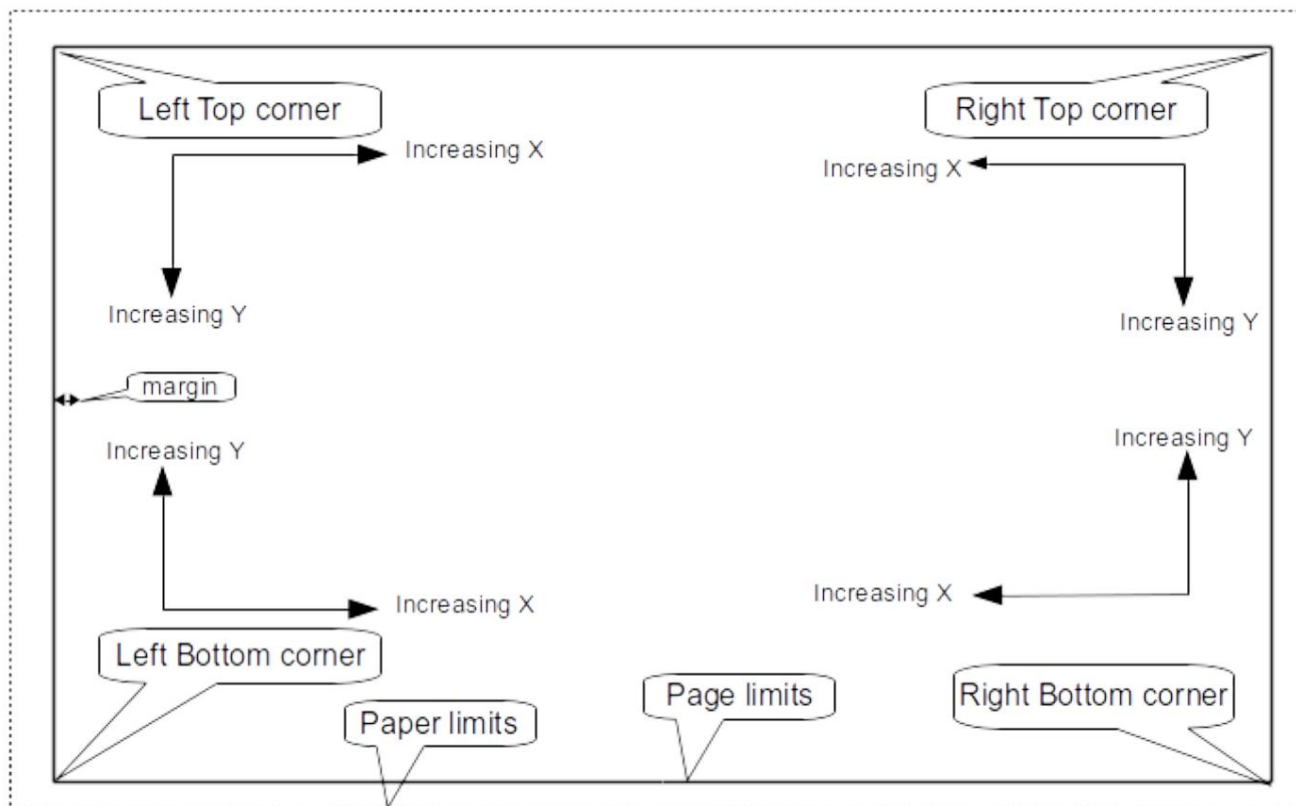 Left Top corner
Right Top corner
Increasing X
Increasing X
Increasing Y
Increasing Y
margin
Increasing Y
Increasing Y
Increasing X
Increasing X
Left Bottom corner
Page limits
Right Bottom corner
Paper limits